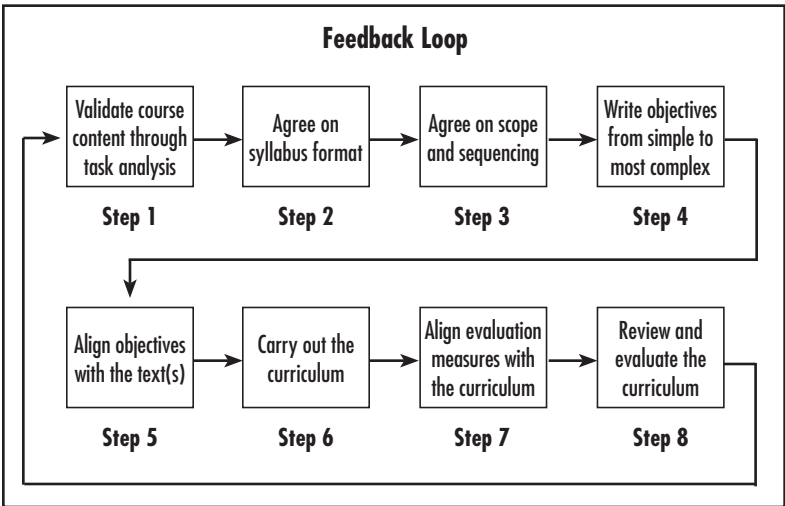 Feedback Loop
Validate course
content through
task analysis
Agree on
syllabus format
Agree on scope
and sequencing
Write objectives
from simple to
most complex
Step 1
Step 2
Step 3
Step 4
Align objectives
with the text(s)
Carry out the
curriculum
Align evaluation
measures with
the curriculum
Review and
evaluate the
curriculum
Step 5
Step 6
Step 7
Step 8